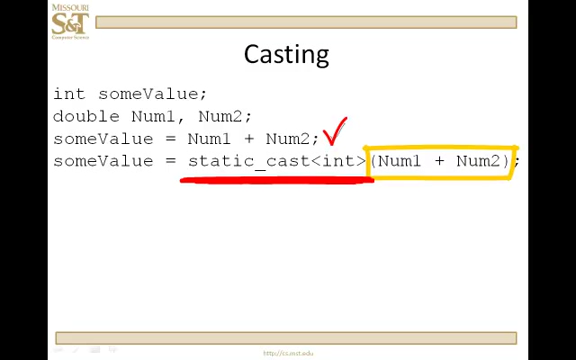 MISSOURI
S&T
Computer Science
Casting
int someValue;
double Num1, Num2;
someValue = Num1 + Num2;
someValue = static_cast<int>(Num1 + Num2);
http://cs.mst.edu